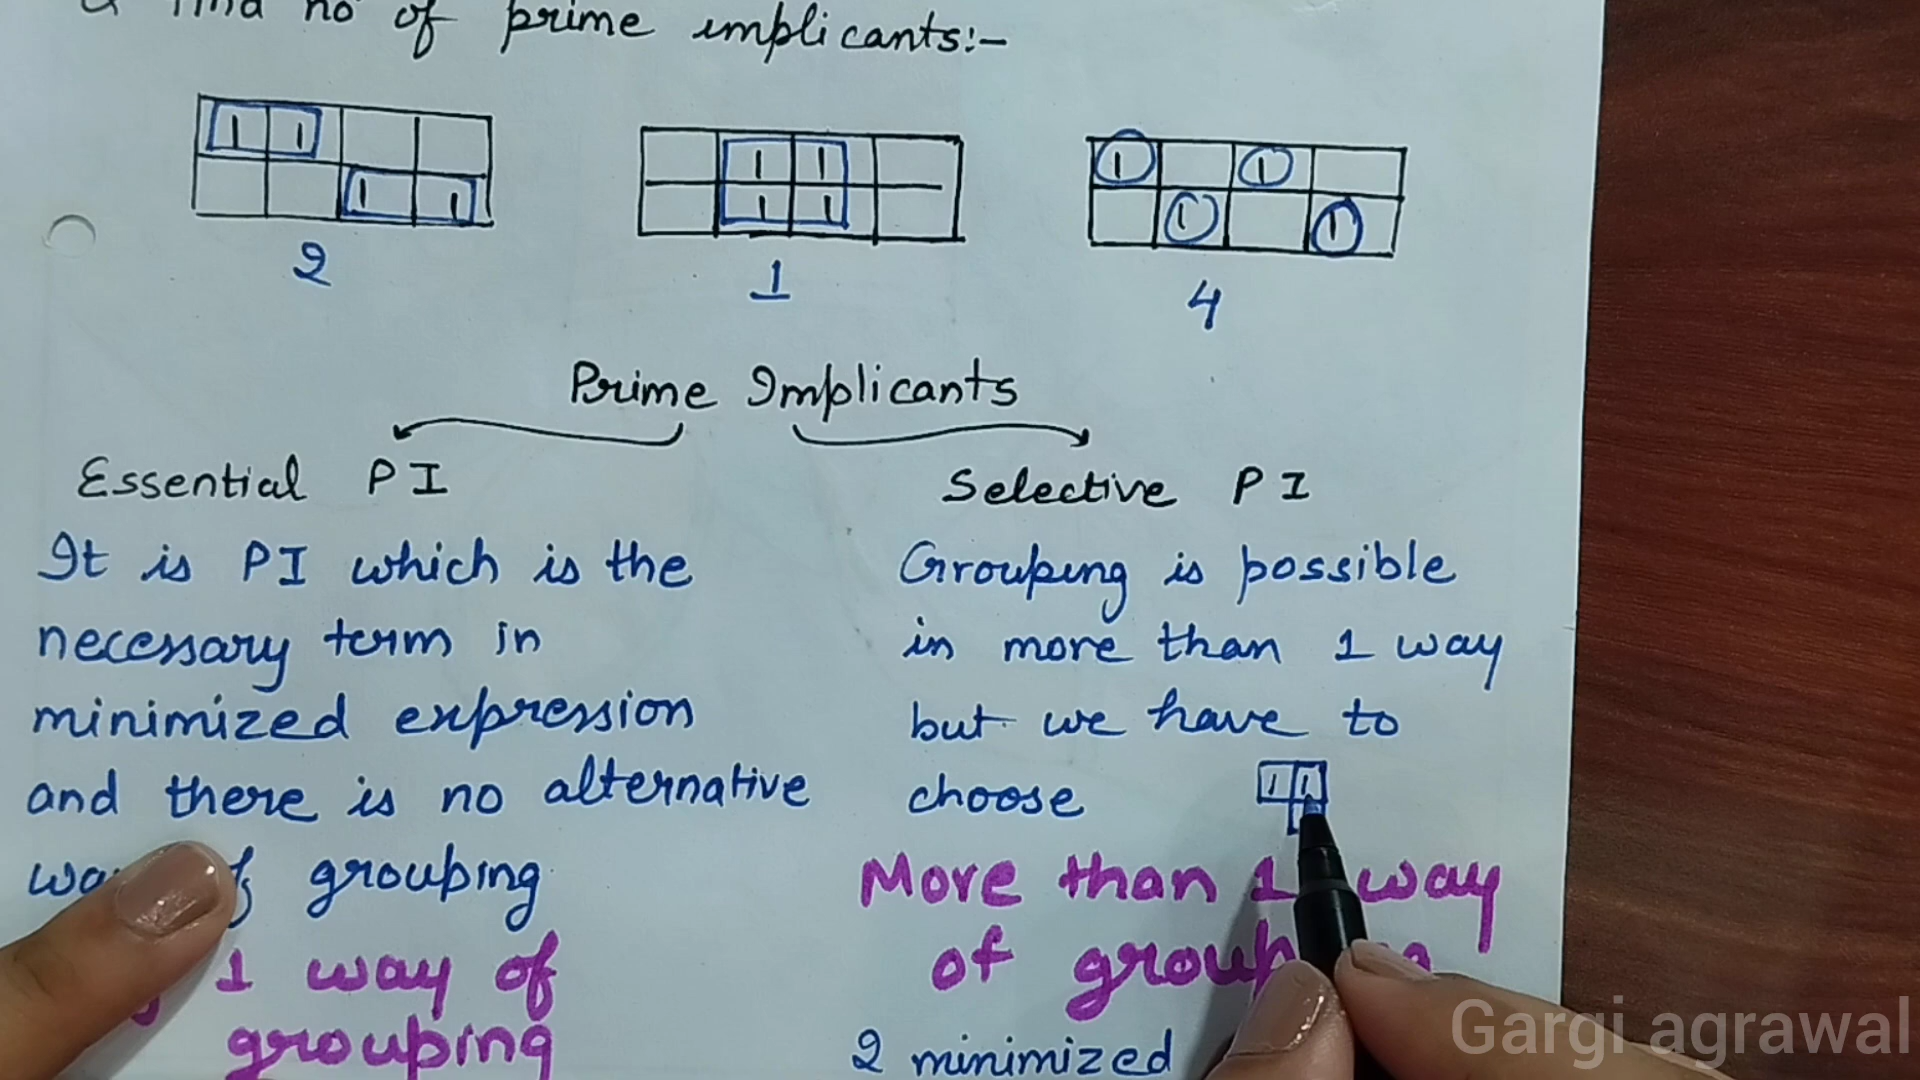 Q find no of prime implicants:-
1 1
1 1
1 1
1 1
1 1
1 1
2
1
4
Prime Implicants
Essential PI
Selective PI
It is PI which is the
necessary term in
minimized expression
and there is no alternative
of grouping
1 way of
grouping
Grouping is possible
in more than 1 way
but we have to
choose
1 1
More than 1 way
of
2 minimized
Gargi agrawal